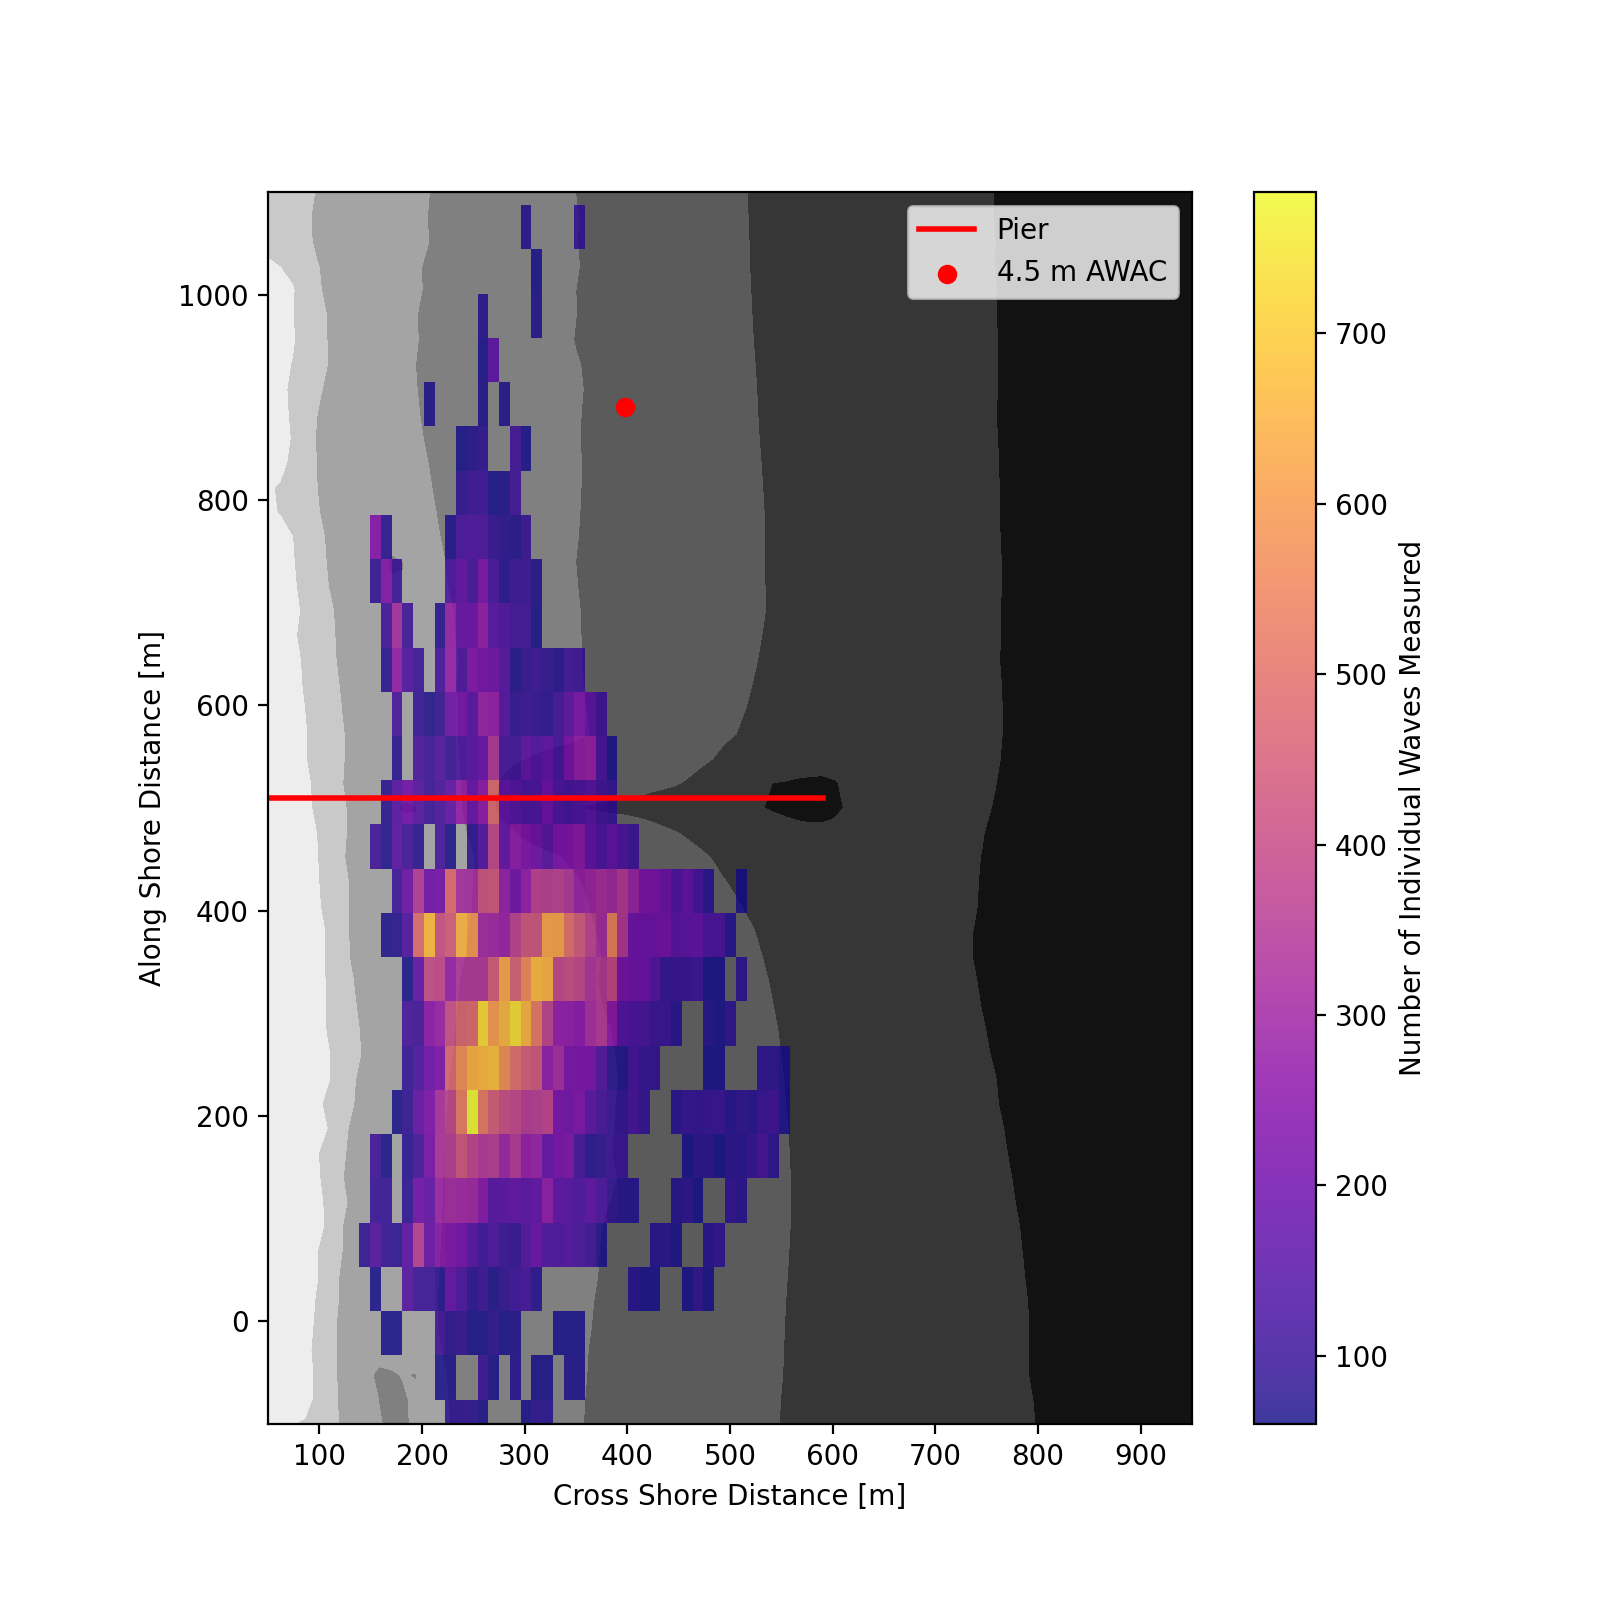 Pier
4.5 m AWAC
1000
800
600
400
200
0
Along Shore Distance [m]
100 200 300 400 500 600 700 800 900
Cross Shore Distance [m]
700
600
500
400
300
200
100
Number of Individual Waves Measured